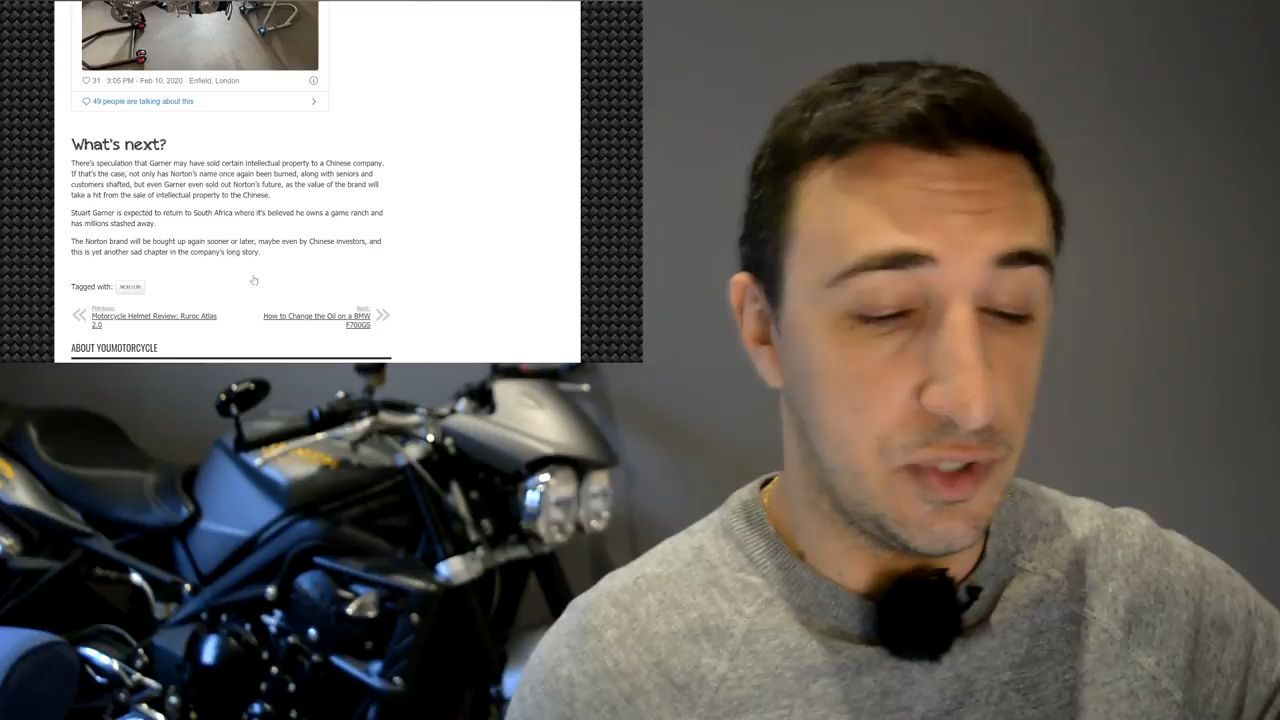 31 3:05 PM - Feb 10, 2020 · Enfield, London
49 people are talking about this
What's next?
There's speculation that Garner may have sold certain intellectual property to a Chinese company.
If that's the case, not only has Norton's name once again been burned, along with seniors and
customers shafted, but even Garner even sold out Norton's future, as the value of the brand will
take a hit from the sale of intellectual property to the Chinese.
Stuart Garner is expected to return to South Africa where it's believed he owns a game ranch and
has millions stashed away.
The Norton brand will be bought up again sooner or later, maybe even by Chinese investors, and
this is yet another sad chapter in the company's long story.
Tagged with: NORTON
Previous:
Motorcycle Helmet Review: Ruroc Atlas
2.0
Next:
How to Change the Oil on a BMW
F700GS
ABOUT YOUMOTORCYCLE